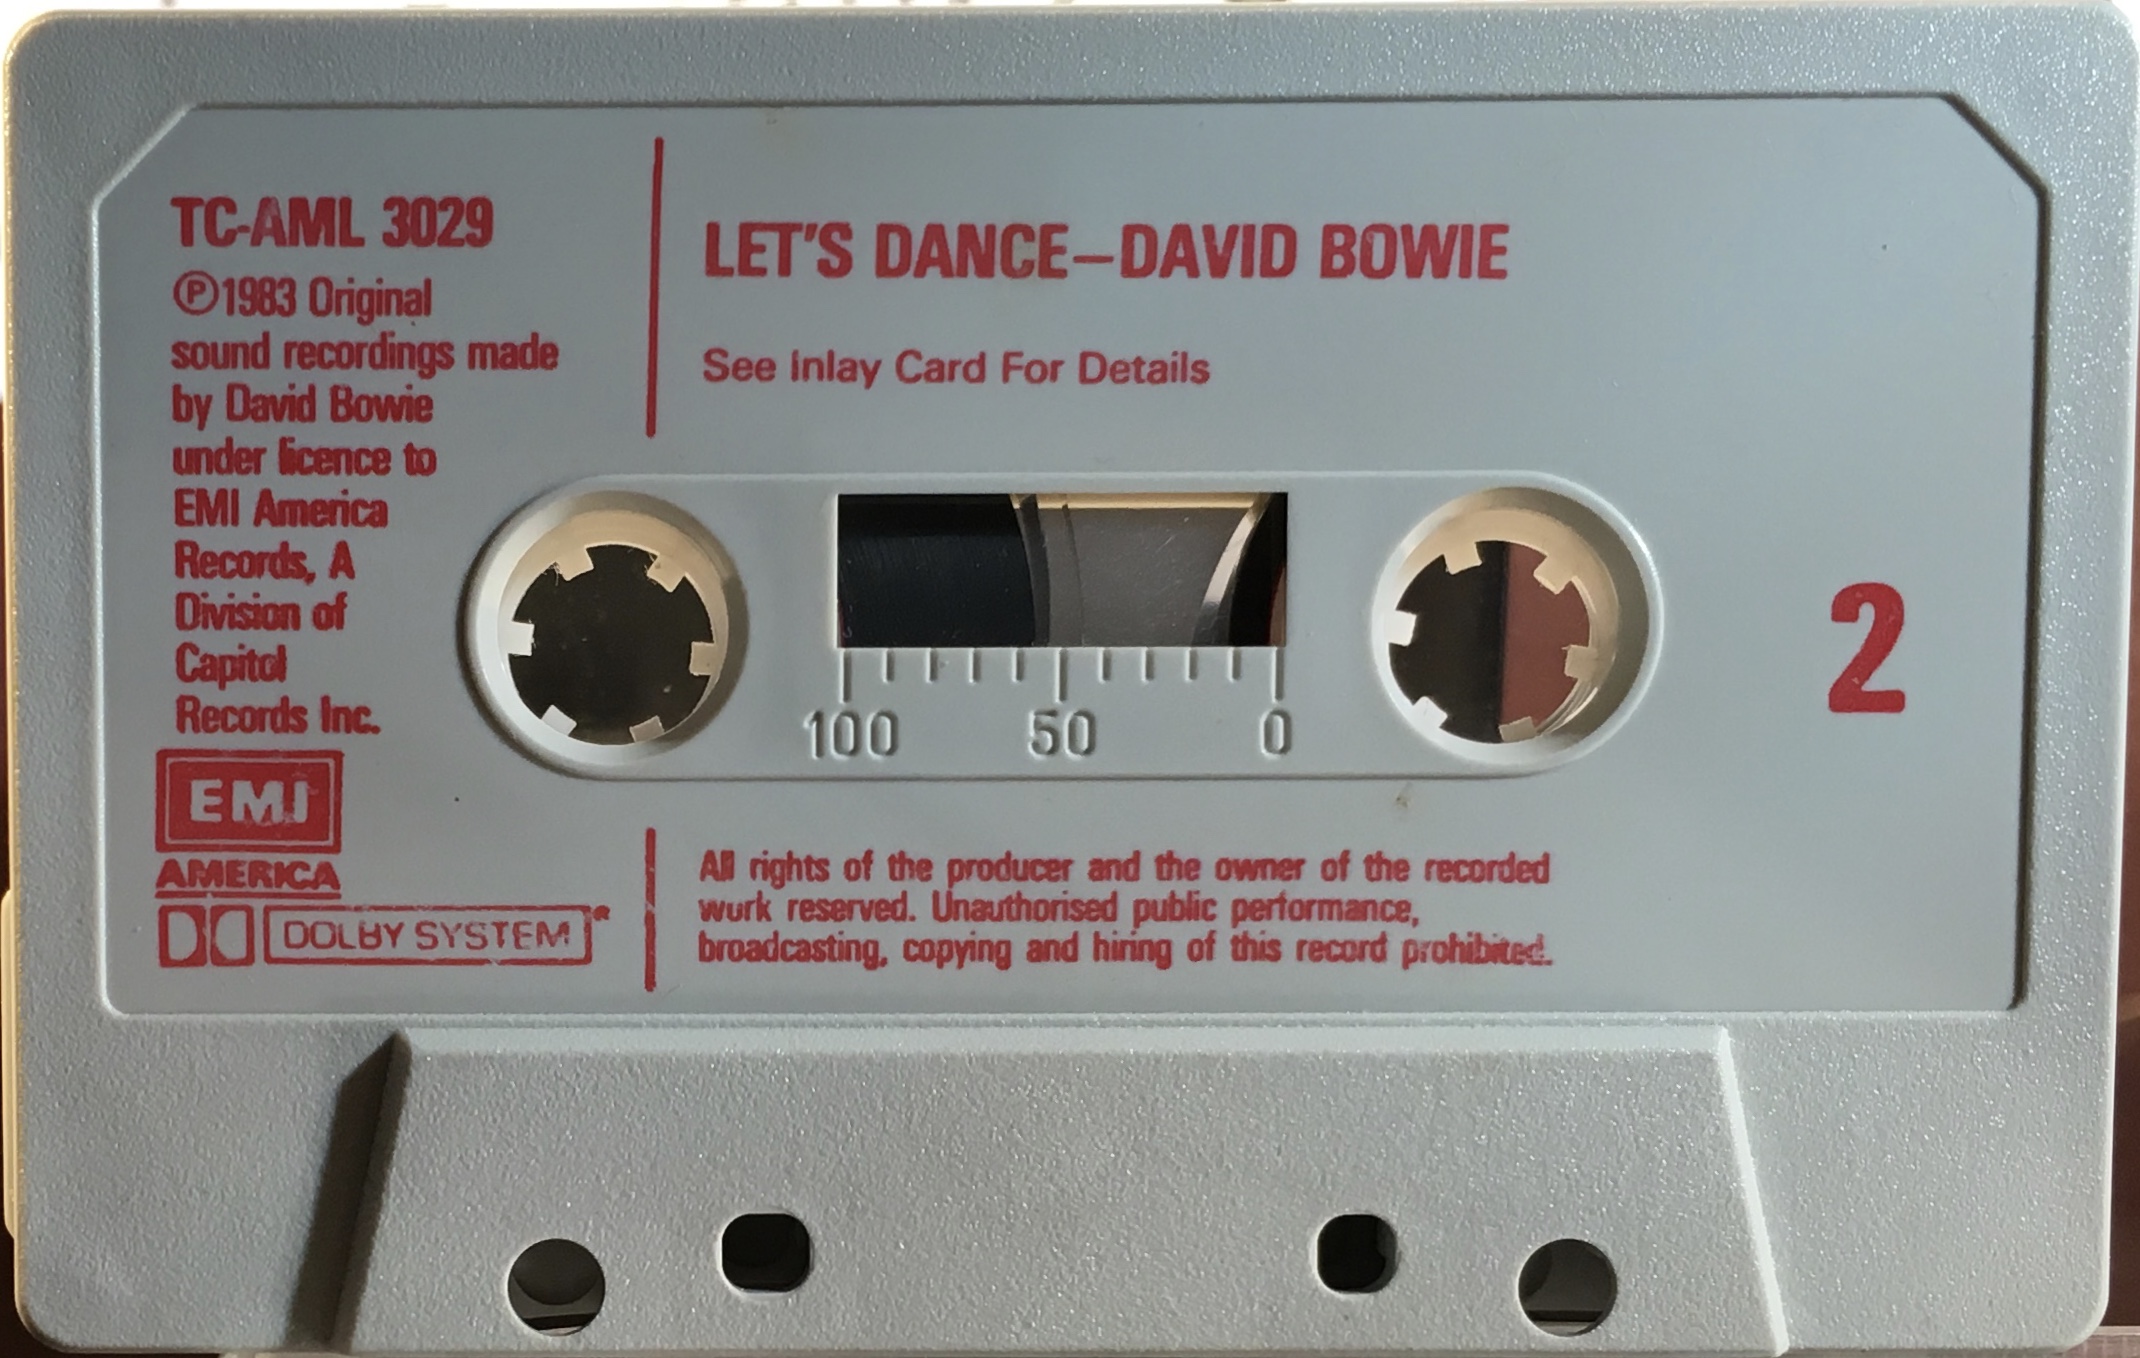 TC-AML 3029
Ⓟ1983 Original
sound recordings made
by David Bowie
under licence to
EMI America
Records, A
Division of
Capitol
Records Inc.
EMI
AMERICA
DOLBY SYSTEM®
LET'S DANCE–DAVID BOWIE
See Inlay Card For Details
100 50 0
2
All rights of the producer and the owner of the recorded
work reserved. Unauthorised public performance,
broadcasting, copying and hiring of this record prohibited.